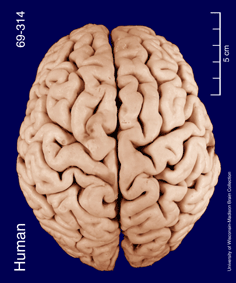 69-314
5 cm
Human
University of Wisconsin-Madison Brain Collection